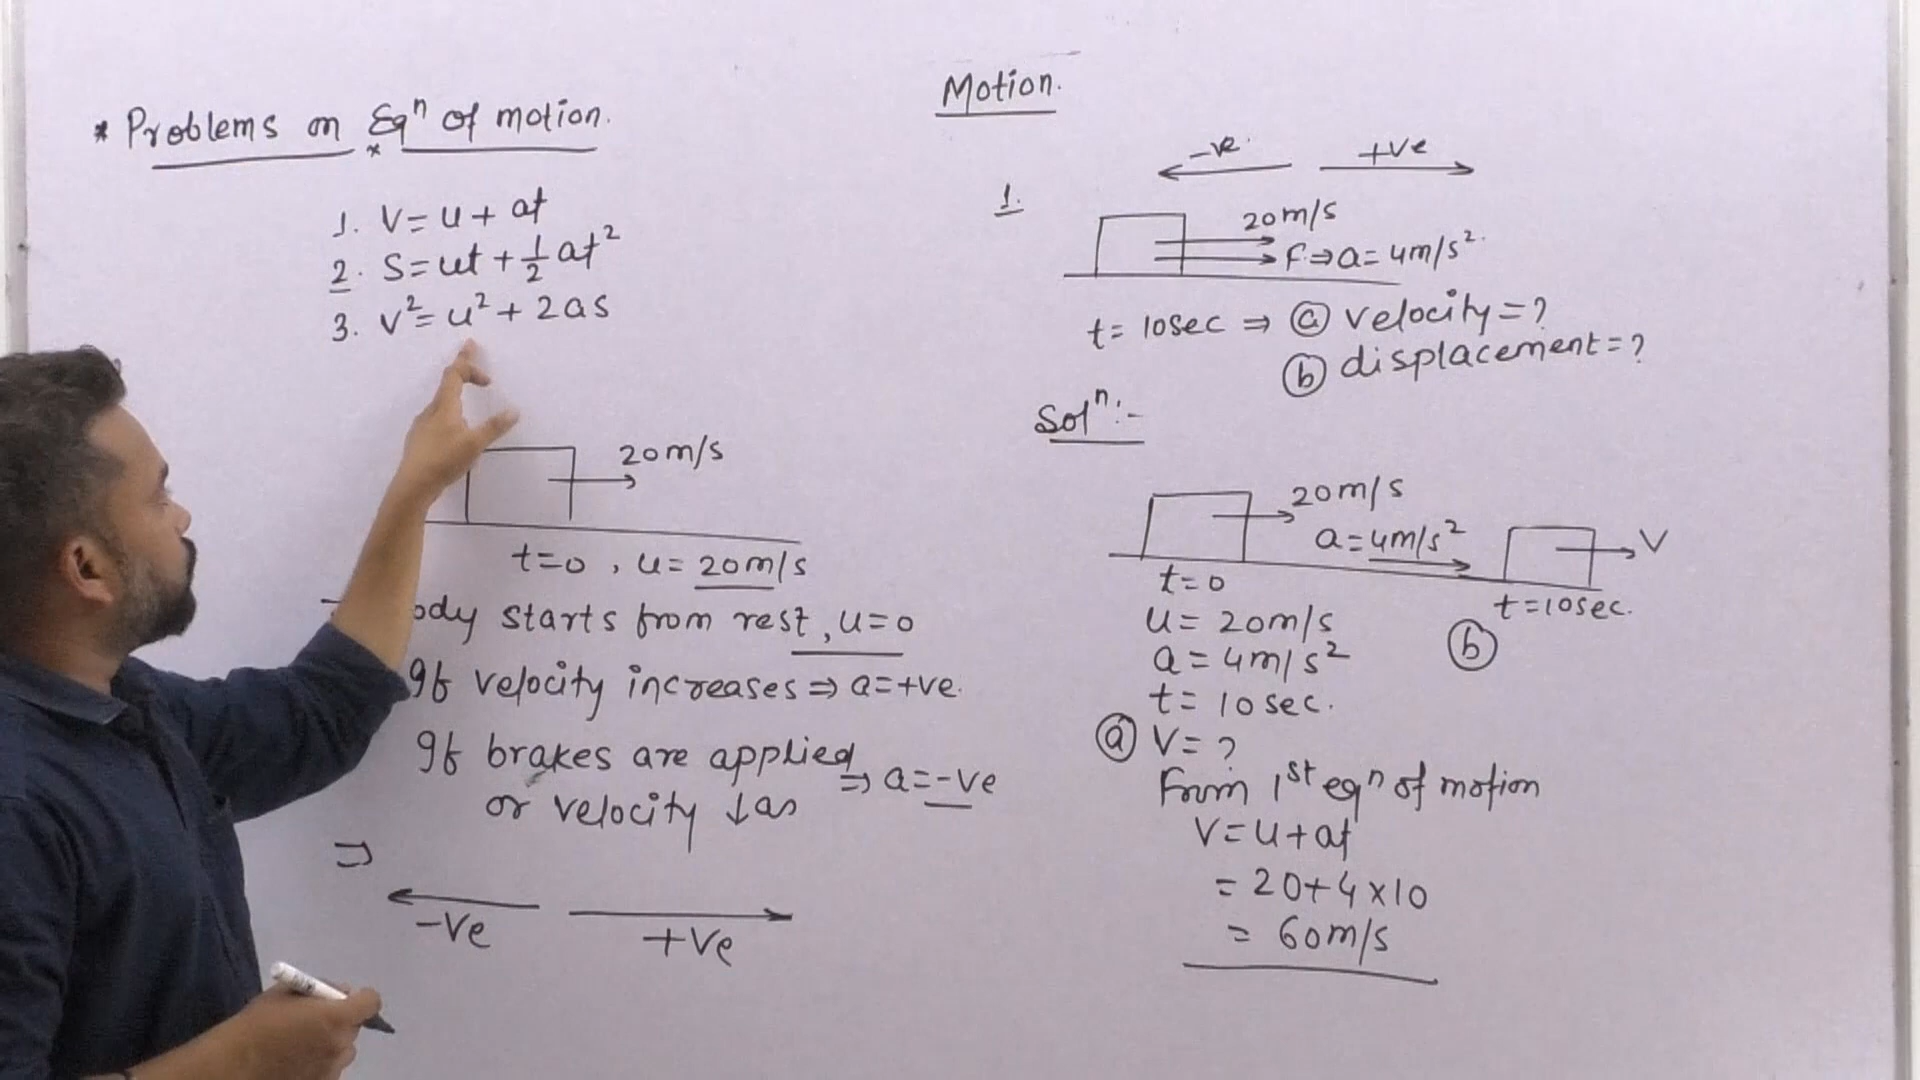 * Problems on Eqⁿ of motion.
1. V = u + at
2. S = ut + ½ at²
3. V² = u² + 2as
20m/s
t=0, u= 20m/s
ody starts from rest, u=0
If velocity increases ⇒ a=+ve.
If brakes are applied
or velocity ↓as ⇒ a=-ve
⇒
-ve +ve
Motion.
-ve. +ve
1.
20m/s
F ⇒ a= 4m/s².
t= 10sec ⇒ ⓐ velocity=?
ⓑ displacement=?
Solⁿ:-
20m/s
a=4m/s²
V
t=0
t=10sec.
u= 20m/s
a= 4m/s²
t= 10sec.
ⓑ
ⓐ V= ?
From 1st eqⁿ of motion
V=u+at
= 20+4×10
= 60m/s